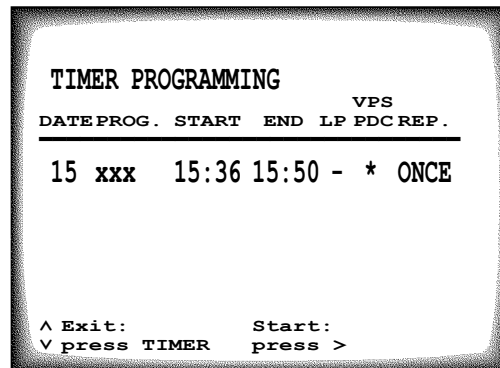 TIMER PROGRAMMING
VPS
DATE PROG. START END LP PDC REP.
15 xxx 15:36 15:50 - * ONCE
^ Exit: Start:
v press TIMER press >